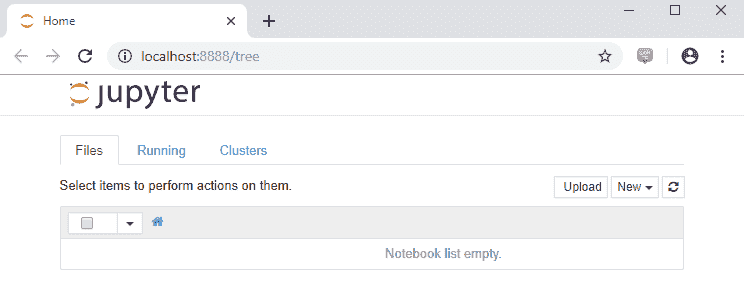 Home
localhost:8888/tree
jupyter
Files Running Clusters
Select items to perform actions on them. Upload New
Notebook list empty.